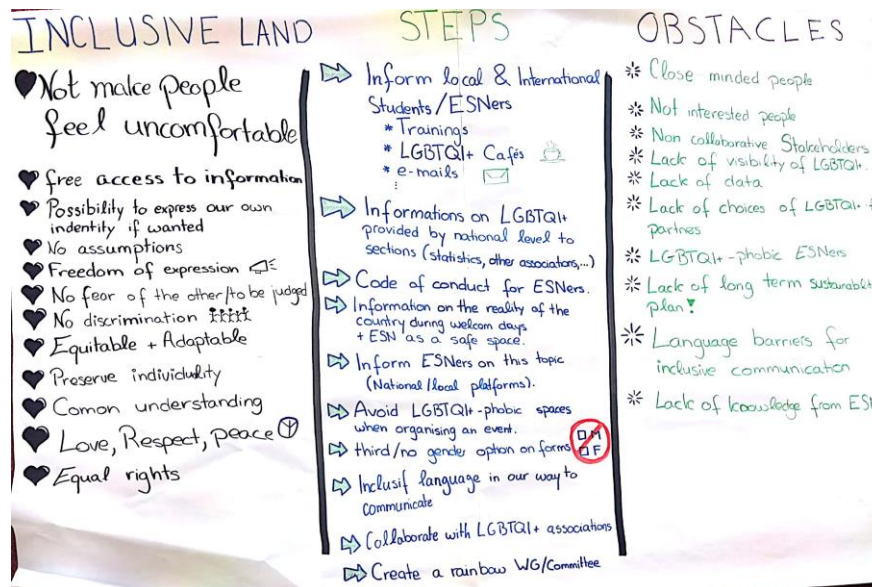 INCLUSIVE LAND
Not make people
feel uncomfortable
free access to information
Possibility to express our own
indentity if wanted
No assumptions
Freedom of expression
No fear of the other/to be judged
No discrimination
Equitable + Adaptable
Preserve individuality
Comon understanding
Love, Respect, peace
Equal rights
STEPS
Inform local & International
Students/ESNers
* Trainings
* LGBTQI+ Cafés
* e-mails
⋮
Informations on LGBTQI+
provided by national level to
sections (statistics, other associations,...)
Code of conduct for ESNers.
Information on the reality of the
country during welcom days
+ ESN as a safe space.
Inform ESNers on this topic
(National/local platforms).
Avoid LGBTQI+-phobic spaces
when organising an event.
third/no gender option on forms
M
F
Inclusif language in our way to
communicate
Collaborate with LGBTQI+ associations
Create a rainbow WG/Committee
OBSTACLES
Close minded people
Not interested people
Non collaborative Stakeholders
Lack of visibility of LGBTQI+
Lack of data
Lack of choices of LGBTQI+
partners
LGBTQI+-phobic ESNers
Lack of long term
plan!
Language barriers for
inclusive communication
Lack of knowledge from